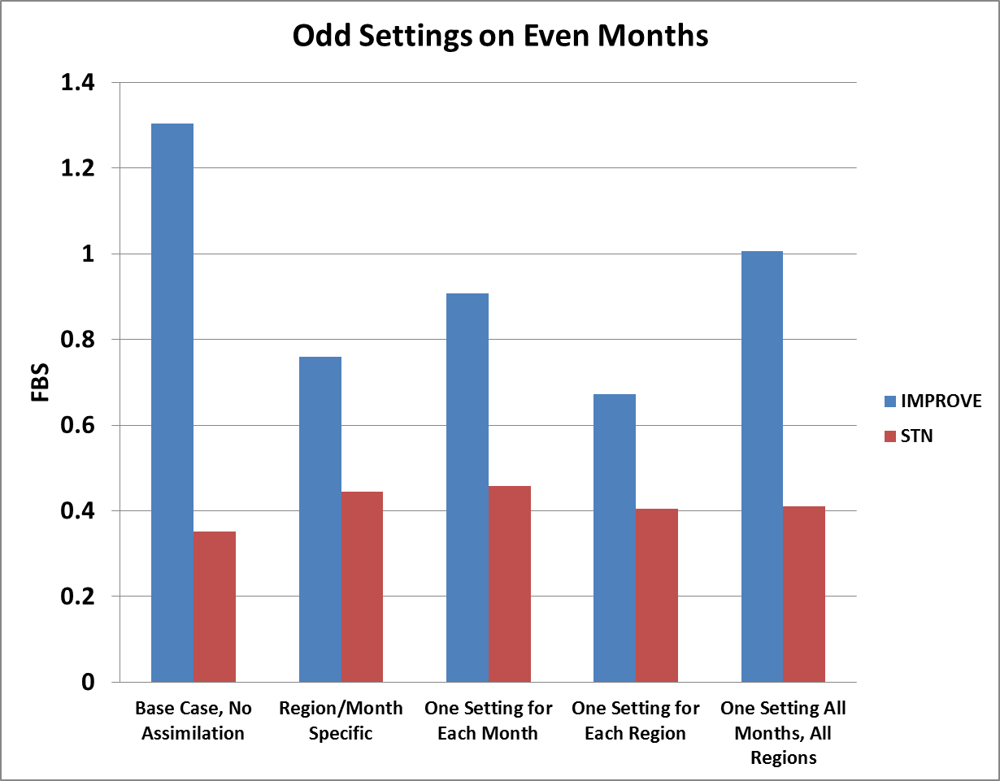 Odd Settings on Even Months
1.4
1.2
1
0.8
0.6
0.4
0.2
0
FBS
IMPROVE
STN
Base Case, No
Assimilation
Region/Month
Specific
One Setting for
Each Month
One Setting for
Each Region
One Setting All
Months, All
Regions